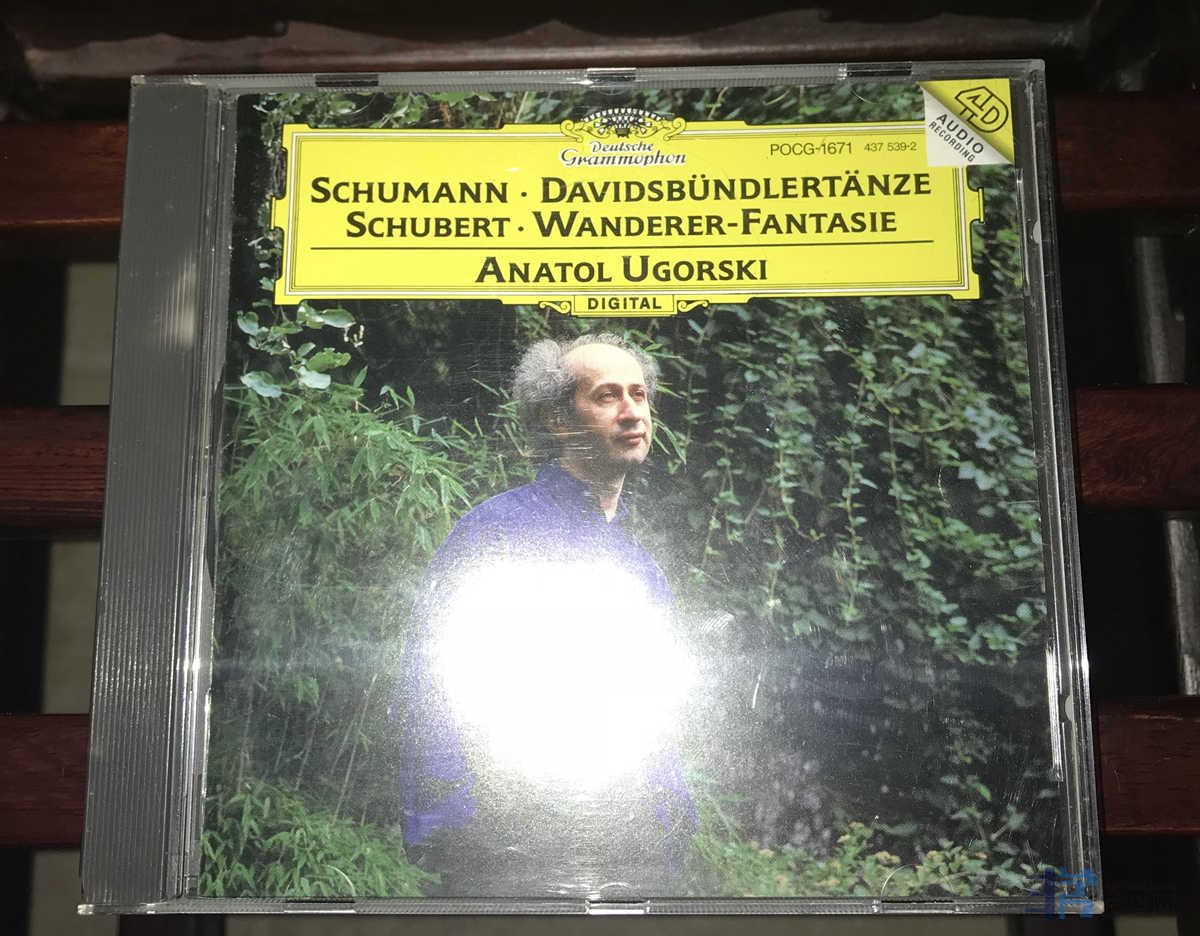 4D
AUDIO
RECORDING
Deutsche
Grammophon
POCG-1671 437 539-2
SCHUMANN · DAVIDSBÜNDLERTÄNZE
SCHUBERT · WANDERER-FANTASIE
ANATOL UGORSKI
DIGITAL